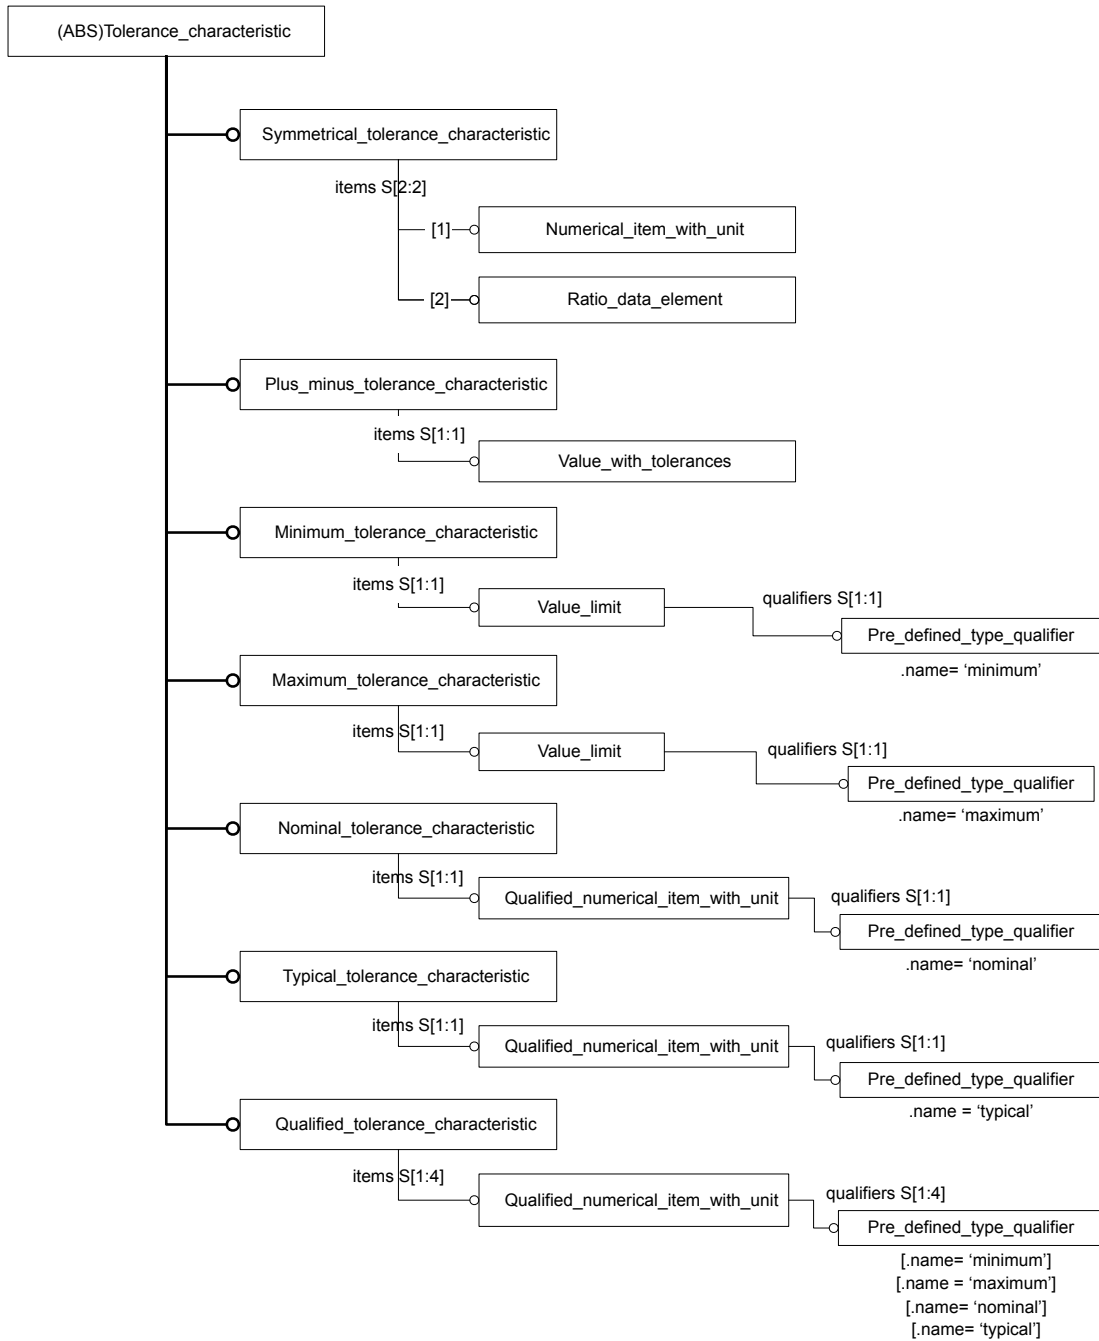 (ABS)Tolerance_characteristic
Symmetrical_tolerance_characteristic
items S[2:2]
[1]
Numerical_item_with_unit
[2]
Ratio_data_element
Plus_minus_tolerance_characteristic
items S[1:1]
Value_with_tolerances
Minimum_tolerance_characteristic
items S[1:1]
Value_limit
qualifiers S[1:1]
Pre_defined_type_qualifier
.name= ‘minimum’
Maximum_tolerance_characteristic
items S[1:1]
Value_limit
qualifiers S[1:1]
Pre_defined_type_qualifier
.name= ‘maximum’
Nominal_tolerance_characteristic
items S[1:1]
Qualified_numerical_item_with_unit
qualifiers S[1:1]
Pre_defined_type_qualifier
.name= ‘nominal’
Typical_tolerance_characteristic
items S[1:1]
Qualified_numerical_item_with_unit
qualifiers S[1:1]
Pre_defined_type_qualifier
.name = ‘typical’
Qualified_tolerance_characteristic
items S[1:4]
Qualified_numerical_item_with_unit
qualifiers S[1:4]
Pre_defined_type_qualifier
[.name= ‘minimum’]
[.name = ‘maximum’]
[.name= ‘nominal’]
[.name= ‘typical’]